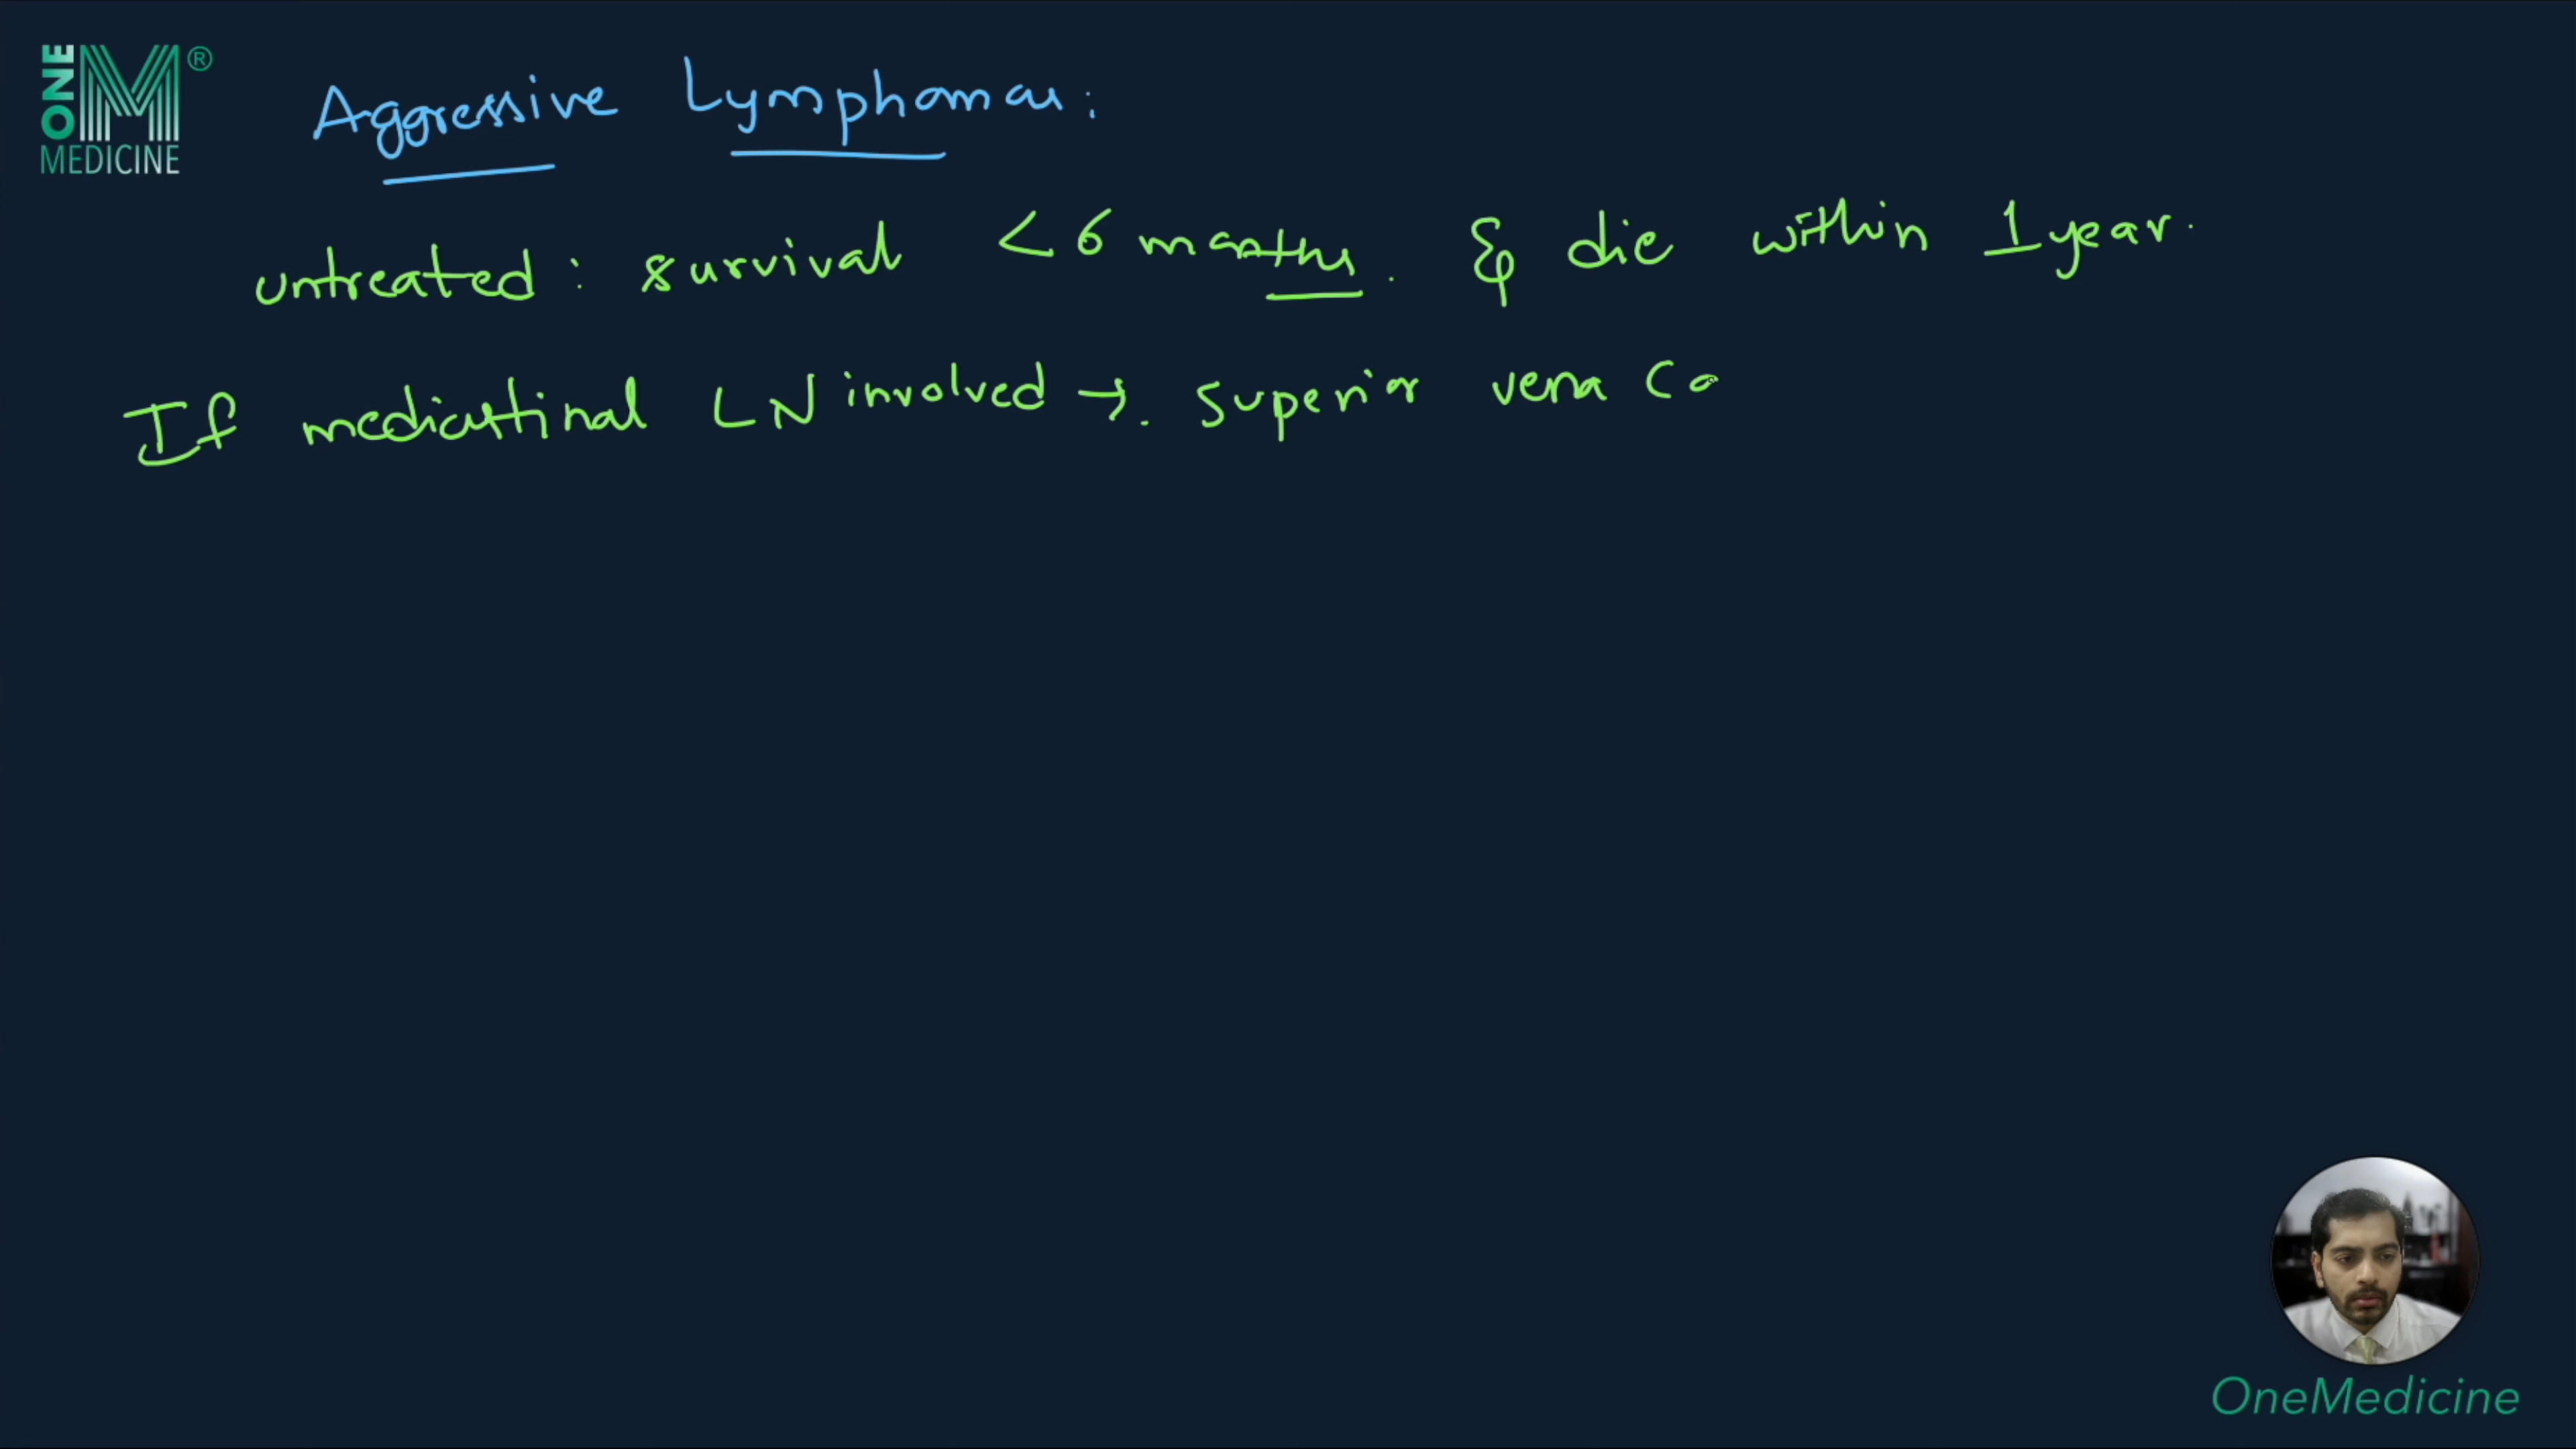 ONE
MEDICINE
®
Aggressive Lymphomas:
untreated: survival <6 months. & die within 1 year.
If mediastinal LN involved →. Superior vena Ca
OneMedicine